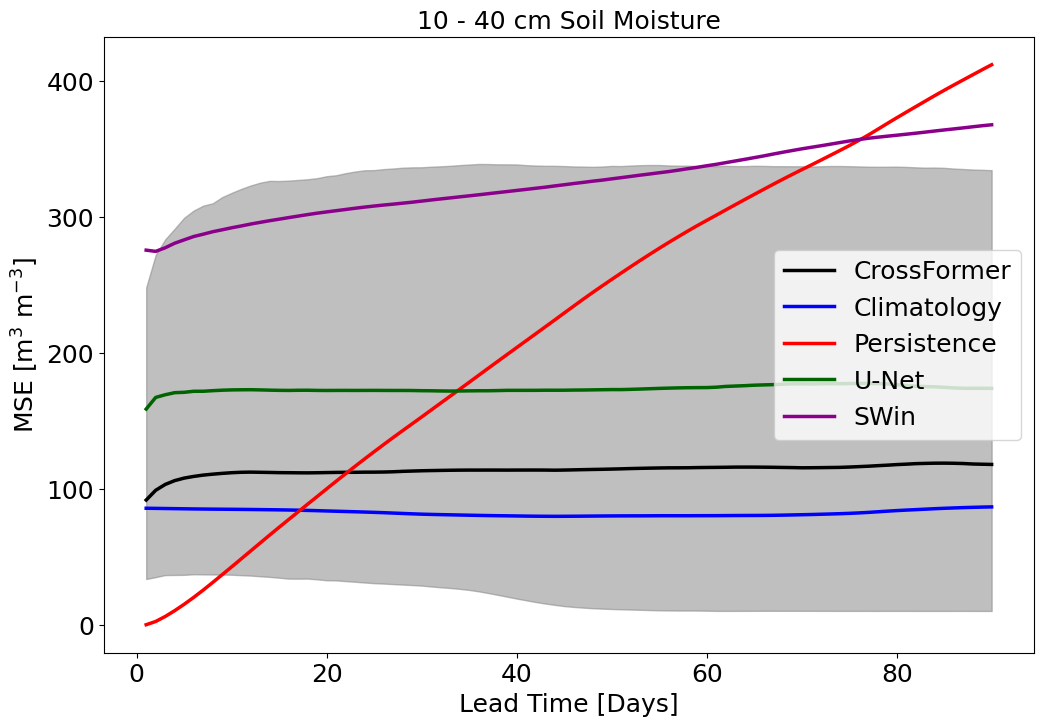 10 - 40 cm Soil Moisture
MSE [m³ m⁻³]
400
300
200
100
0
CrossFormer
Climatology
Persistence
U-Net
SWin
0 20 40 60 80
Lead Time [Days]